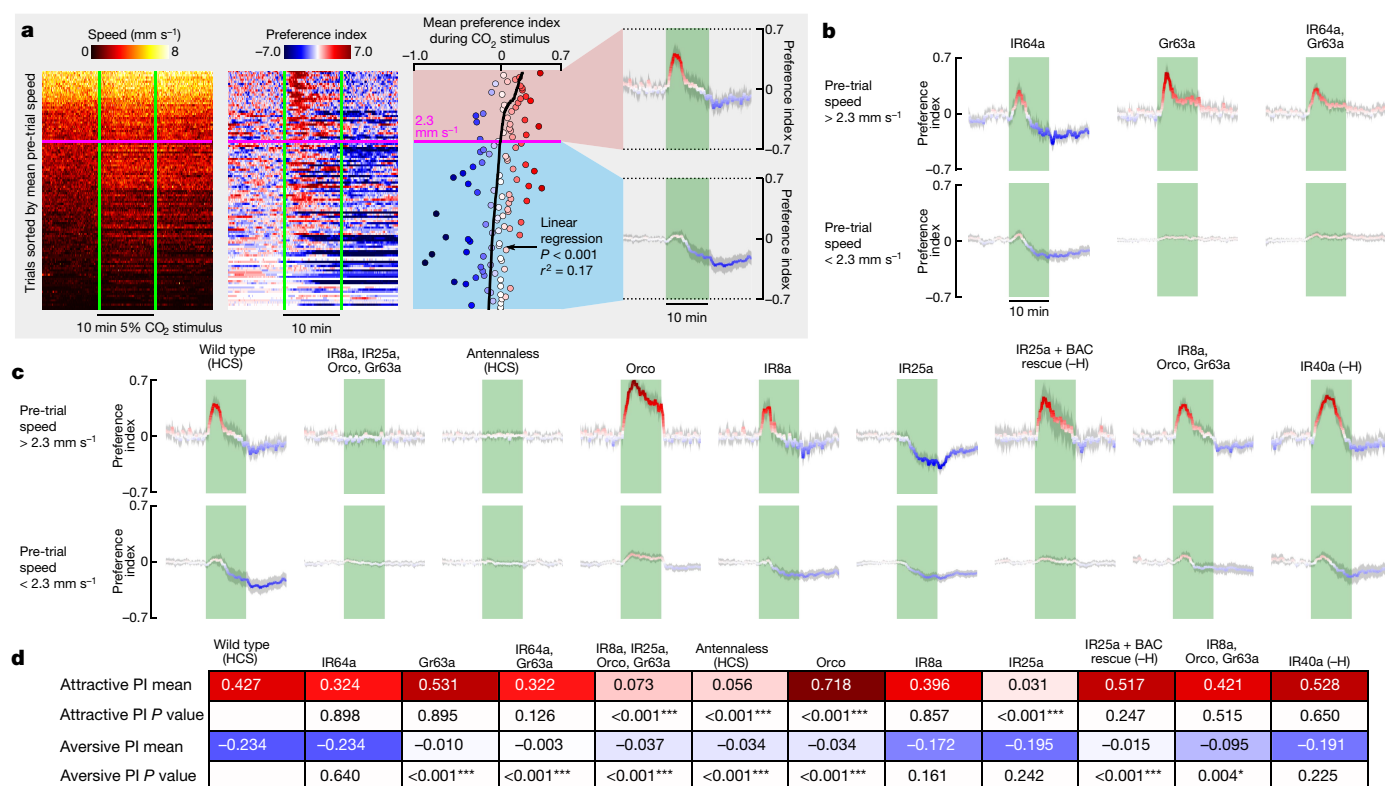 a
Speed (mm s⁻¹)
0 8
Preference index
−7.0 7.0
Mean preference index
during CO₂ stimulus
−1.0 0 0.7
Trials sorted by mean pre-trial speed
2.3
mm s⁻¹
Linear
regression
P < 0.001
r² = 0.17
10 min 5% CO₂ stimulus
10 min
0.7
0
−0.7
Preference index
0.7
0
−0.7
Preference index
10 min
b
IR64a
Gr63a
IR64a,
Gr63a
Pre-trial
speed
> 2.3 mm s⁻¹
Preference
index
0.7
0
−0.7
Pre-trial
speed
< 2.3 mm s⁻¹
Preference
index
0.7
0
−0.7
10 min
c
Wild type
(HCS)
IR8a, IR25a,
Orco, Gr63a
Antennaless
(HCS)
Orco
IR8a
IR25a
IR25a + BAC
rescue (–H)
IR8a,
Orco, Gr63a
IR40a (–H)
Pre-trial
speed
> 2.3 mm s⁻¹
Preference
index
0.7
0
−0.7
Pre-trial
speed
< 2.3 mm s⁻¹
Preference
index
0.7
0
−0.7
d
Wild type
(HCS)
IR64a
Gr63a
IR64a,
Gr63a
IR8a, IR25a,
Orco, Gr63a
Antennaless
(HCS)
Orco
IR8a
IR25a
IR25a + BAC
rescue (–H)
IR8a,
Orco, Gr63a
IR40a (–H)
Attractive PI mean 0.427 0.324 0.531 0.322 0.073 0.056 0.718 0.396 0.031 0.517 0.421 0.528
Attractive PI P value 0.898 0.895 0.126 <0.001*** <0.001*** <0.001*** 0.857 <0.001*** 0.247 0.515 0.650
Aversive PI mean −0.234 −0.234 −0.010 −0.003 −0.037 −0.034 −0.034 −0.172 −0.195 −0.015 −0.095 −0.191
Aversive PI P value 0.640 <0.001*** <0.001*** <0.001*** <0.001*** <0.001*** 0.161 0.242 <0.001*** 0.004* 0.225